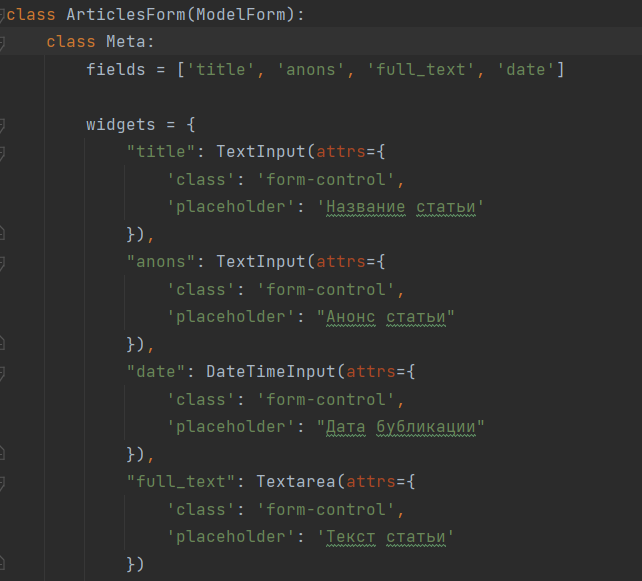 class ArticlesForm(ModelForm):
class Meta:
fields = ['title', 'anons', 'full_text', 'date']
widgets = {
"title": TextInput(attrs={
'class': 'form-control',
'placeholder': 'Название статьи'
}),
"anons": TextInput(attrs={
'class': 'form-control',
'placeholder': "Анонс статьи"
}),
"date": DateTimeInput(attrs={
'class': 'form-control',
'placeholder': "Дата бубликации"
}),
"full_text": Textarea(attrs={
'class': 'form-control',
'placeholder': 'Текст статьи'
})